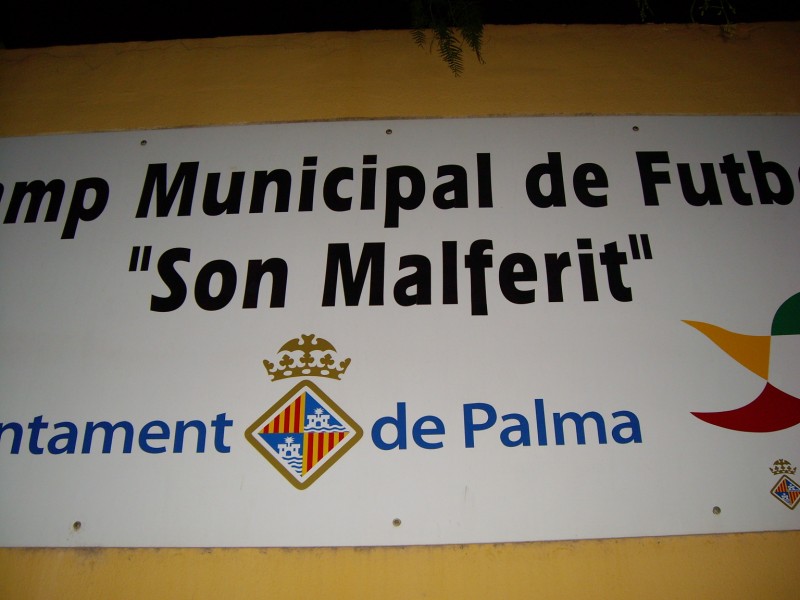 amp Municipal de Futb
"Son Malferit"
ntament de Palma